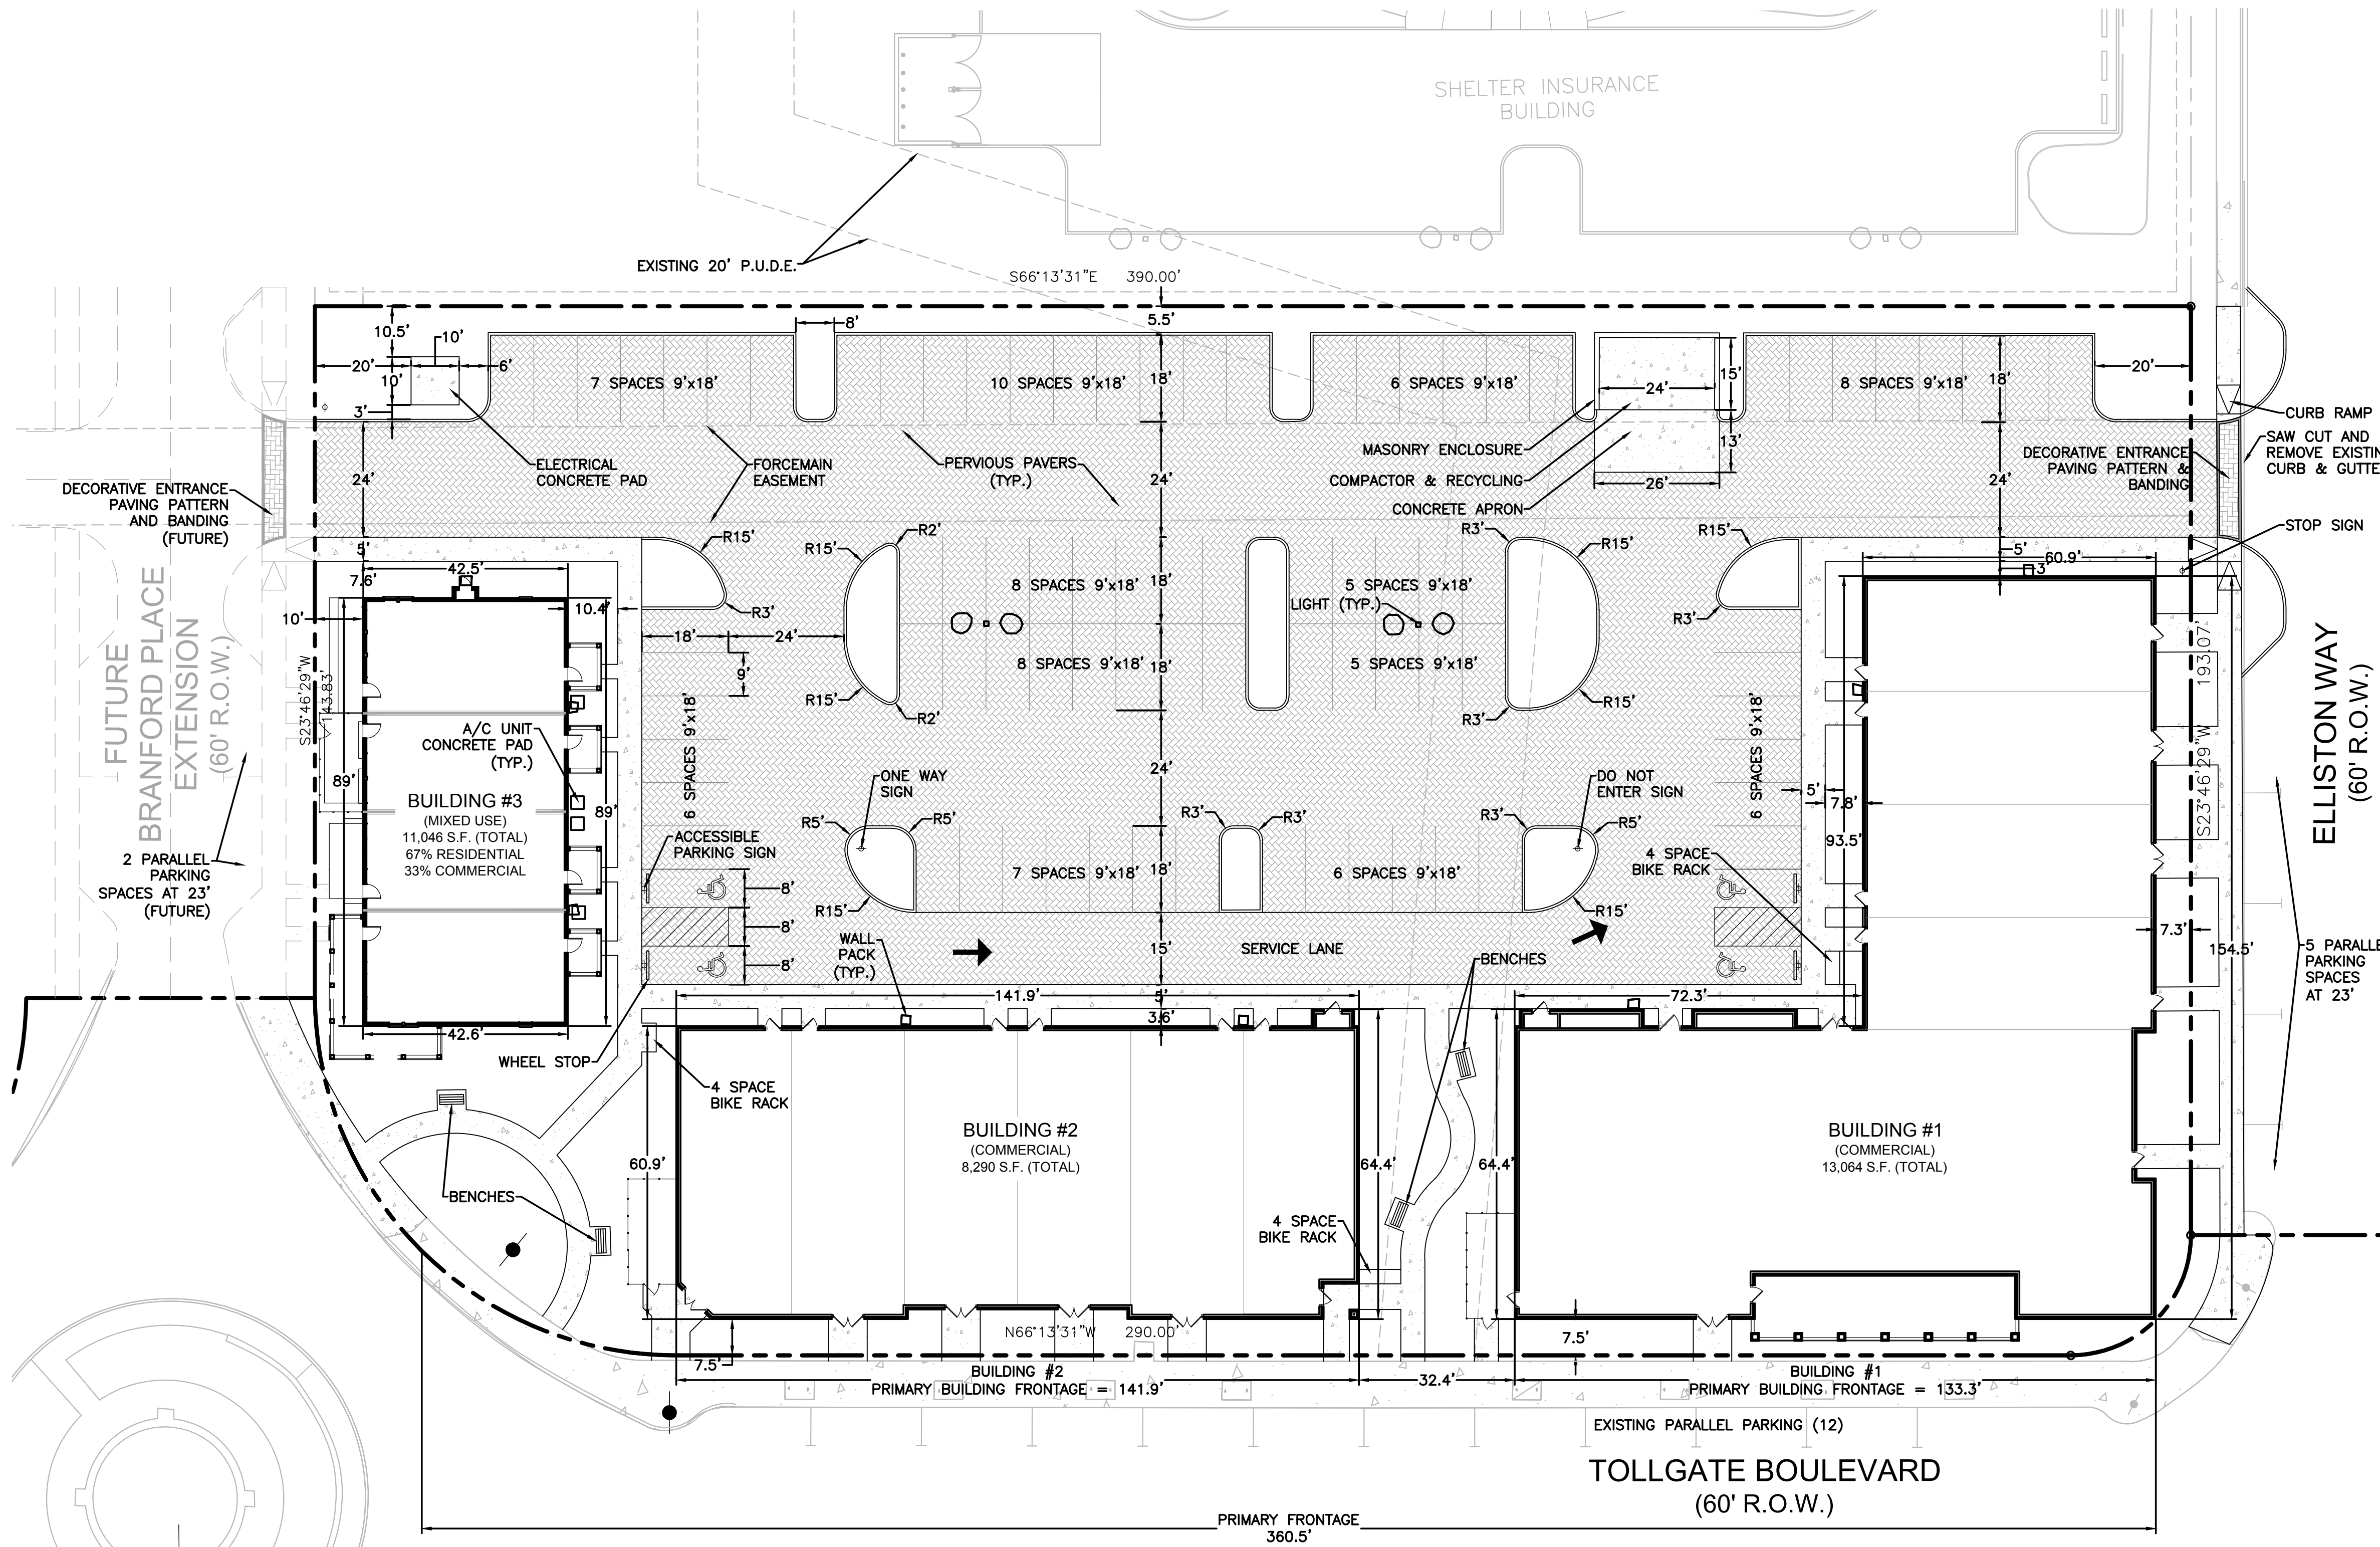 SHELTER INSURANCE
BUILDING
EXISTING 20' P.U.D.E.
S66°13'31"E 390.00'
10.5'
10'
8'
5.5'
20'
6'
10'
3'
7 SPACES 9'x18'
10 SPACES 9'x18'
18'
6 SPACES 9'x18'
24'
15'
8 SPACES 9'x18'
18'
20'
CURB RAMP
SAW CUT AND
REMOVE EXISTIN
CURB & GUTTE
DECORATIVE ENTRANCE
PAVING PATTERN &
BANDING
STOP SIGN
MASONRY ENCLOSURE
COMPACTOR & RECYCLING
CONCRETE APRON
13'
26'
24'
24'
24'
ELECTRICAL
CONCRETE PAD
FORCEMAIN
EASEMENT
PERVIOUS PAVERS
(TYP.)
DECORATIVE ENTRANCE
PAVING PATTERN
AND BANDING
(FUTURE)
5'
42.5'
7.6'
10'
10.4'
R15'
R3'
R15'
R2'
R15'
R2'
8 SPACES 9'x18'
18'
8 SPACES 9'x18'
18'
5 SPACES 9'x18'
LIGHT (TYP.)
5 SPACES 9'x18'
R3'
R15'
R3'
R15'
R15'
R3'
5'
60.9'
3'
18'
24'
9'
6 SPACES 9'x18'
6 SPACES 9'x18'
FUTURE
BRANFORD PLACE
EXTENSION
(60' R.O.W.)
S23°46'29"W
143.83'
S23°46'29"W 193.07'
ELLISTON WAY
(60' R.O.W.)
A/C UNIT
CONCRETE PAD
(TYP.)
89'
89'
BUILDING #3
(MIXED USE)
11,046 S.F. (TOTAL)
67% RESIDENTIAL
33% COMMERCIAL
2 PARALLEL
PARKING
SPACES AT 23'
(FUTURE)
ONE WAY
SIGN
DO NOT
ENTER SIGN
24'
R5'
R5'
R15'
R3'
R3'
R3'
R5'
R15'
7 SPACES 9'x18'
18'
6 SPACES 9'x18'
ACCESSIBLE
PARKING SIGN
8'
8'
8'
WALL
PACK
(TYP.)
15'
SERVICE LANE
BENCHES
4 SPACE
BIKE RACK
5'
7.8'
93.5'
7.3'
154.5'
5 PARALLE
PARKING
SPACES
AT 23'
42.6'
WHEEL STOP
141.9'
5'
3.6'
72.3'
4 SPACE
BIKE RACK
60.9'
BUILDING #2
(COMMERCIAL)
8,290 S.F. (TOTAL)
64.4'
64.4'
BUILDING #1
(COMMERCIAL)
13,064 S.F. (TOTAL)
BENCHES
4 SPACE
BIKE RACK
N66°13'31"W 290.00'
7.5'
7.5'
BUILDING #2
PRIMARY BUILDING FRONTAGE = 141.9'
32.4'
BUILDING #1
PRIMARY BUILDING FRONTAGE = 133.3'
EXISTING PARALLEL PARKING (12)
TOLLGATE BOULEVARD
(60' R.O.W.)
PRIMARY FRONTAGE
360.5'